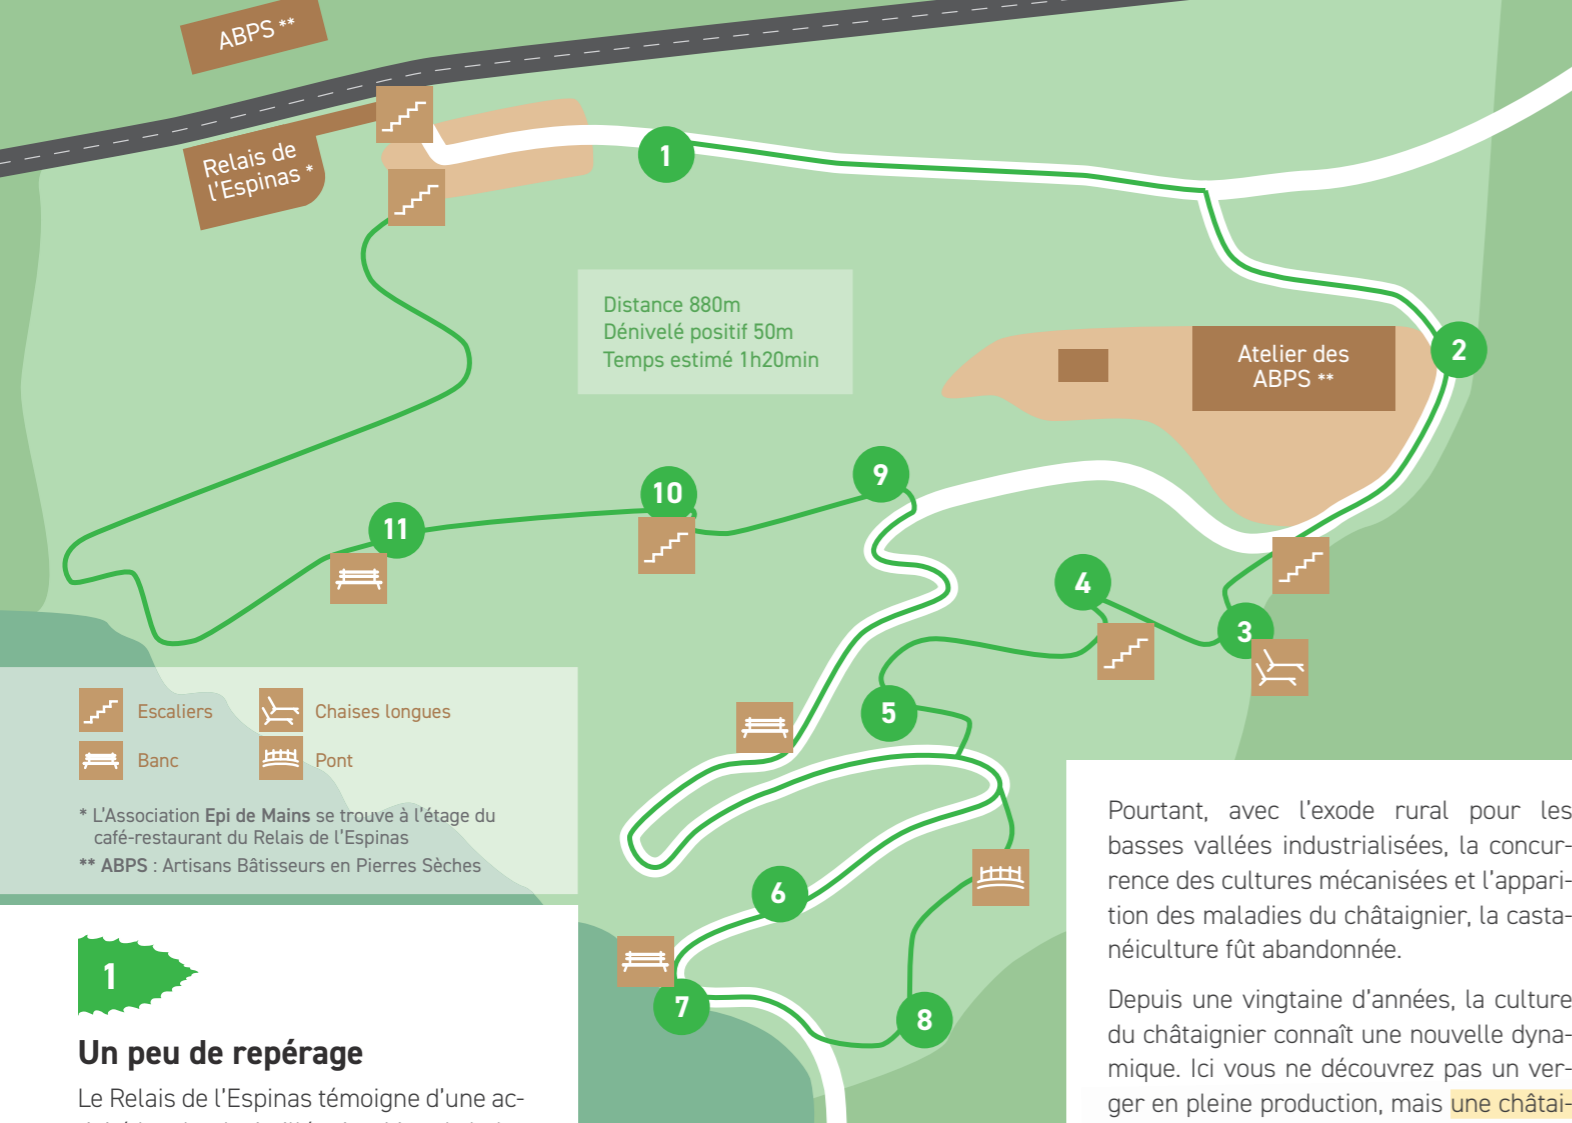 ABPS **
Relais de
l'Espinas *
1
Distance 880m
Dénivelé positif 50m
Temps estimé 1h20min
Atelier des
ABPS **
2
9
10
11
4
3
5
6
7
8
Escaliers
Chaises longues
Banc
Pont
* L'Association Epi de Mains se trouve à l'étage du
café-restaurant du Relais de l'Espinas
** ABPS : Artisans Bâtisseurs en Pierres Sèches
1
Un peu de repérage
Le Relais de l'Espinas témoigne d'une ac-
Pourtant, avec l'exode rural pour les
basses vallées industrialisées, la concur-
rence des cultures mécanisées et l'appari-
tion des maladies du châtaignier, la casta-
néiculture fût abandonnée.
Depuis une vingtaine d'années, la culture
du châtaignier connaît une nouvelle dyna-
mique. Ici vous ne découvrez pas un ver-
ger en pleine production, mais une châtai-